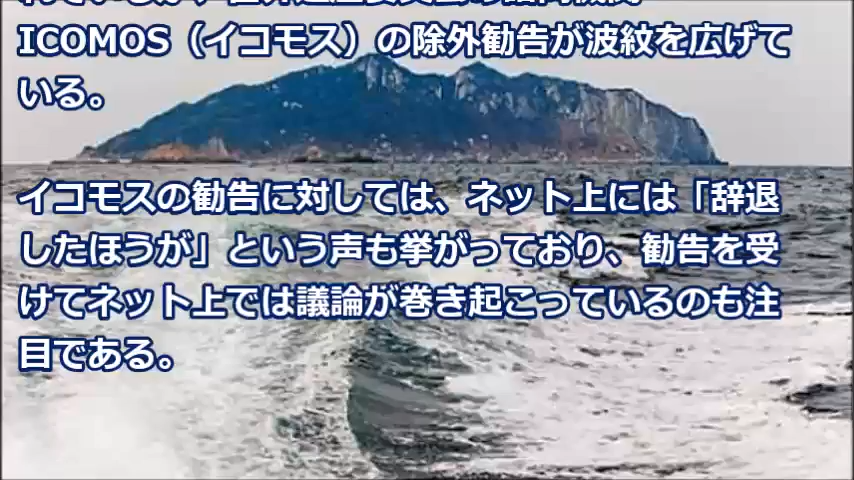 ICOMOS（イコモス）の除外勧告が波紋を広げて
いる。
イコモスの勧告に対しては、ネット上には「辞退
したほうが」という声も挙がっており、勧告を受
けてネット上では議論が巻き起こっているのも注
目である。